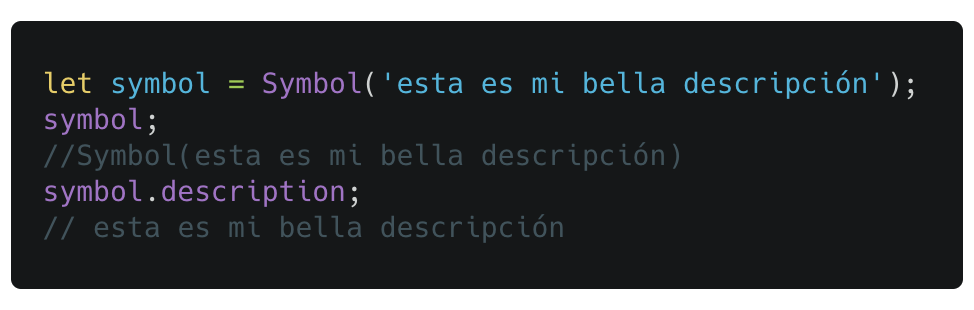 let symbol = Symbol('esta es mi bella descripción');
symbol;
//Symbol(esta es mi bella descripción)
symbol.description;
// esta es mi bella descripción